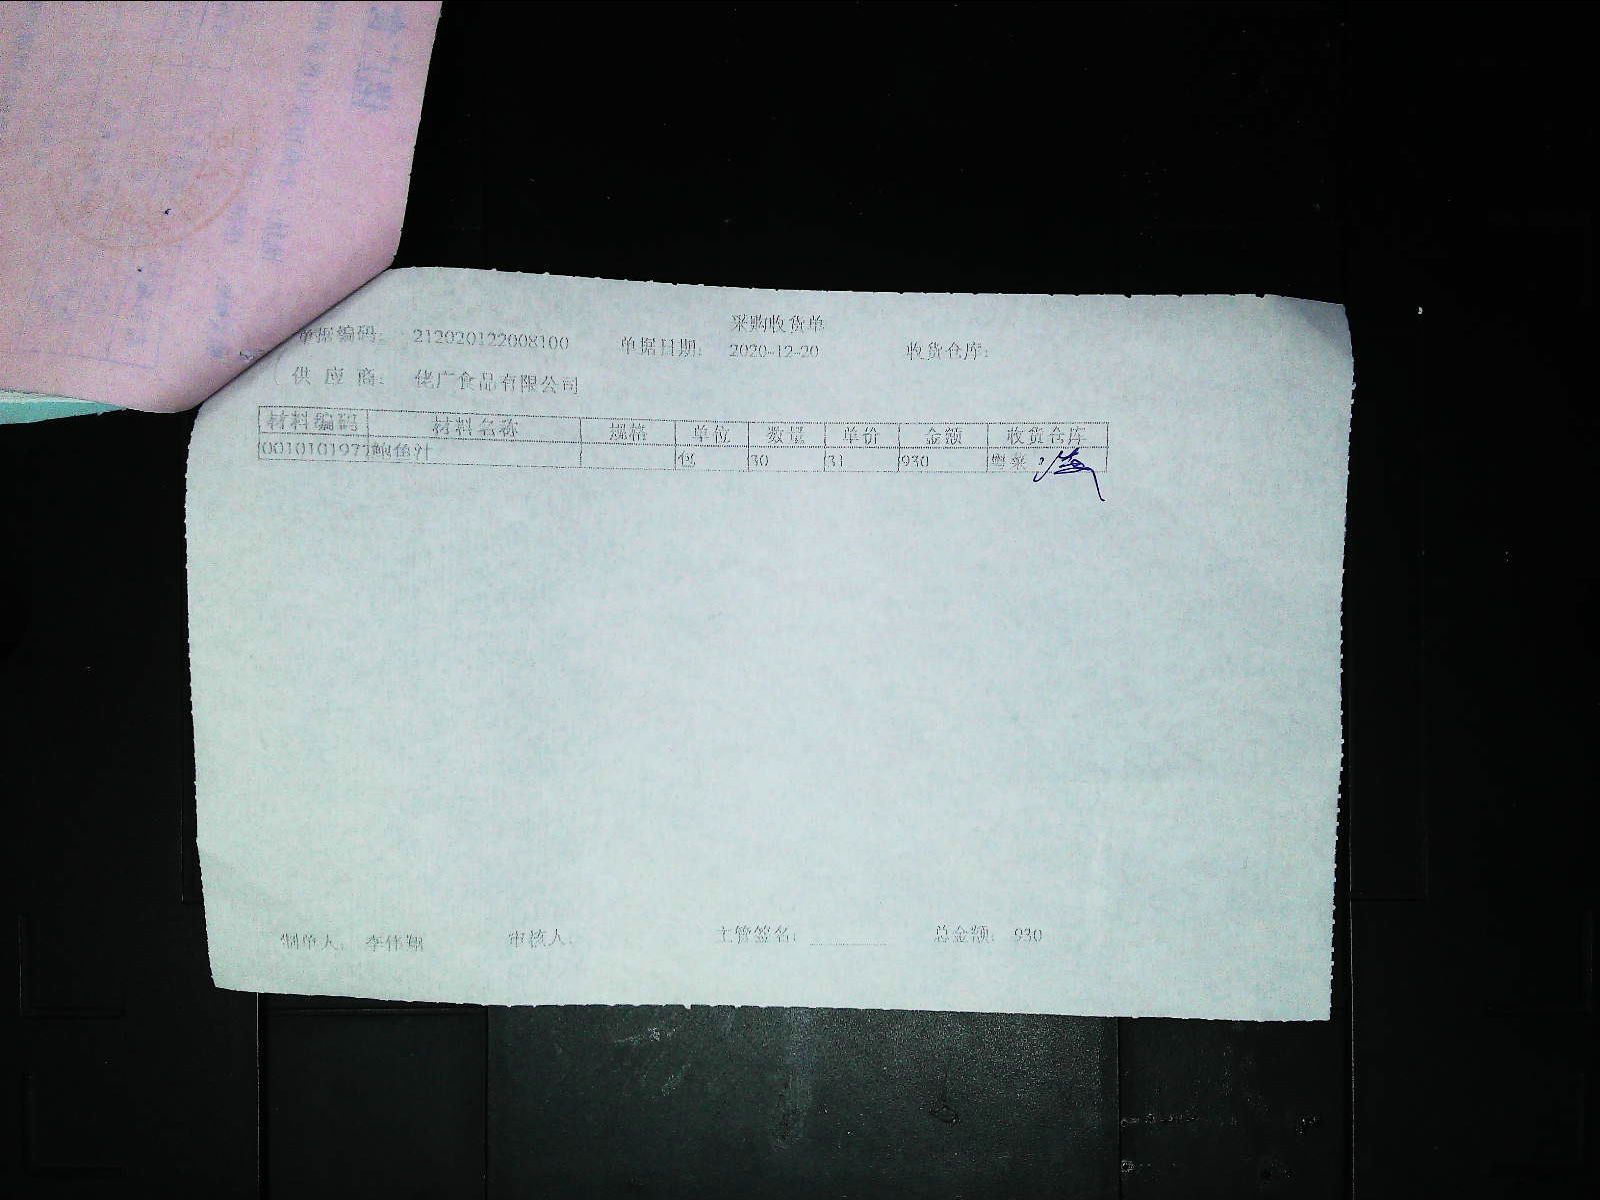 采购收货单
单据编码: 212020122008100 单据日期: 2020-12-20 收货仓库:
供应商: 佬广食品有限公司
材料编码 材料名称 规格 单位 数量 单价 金额 收货仓库
0010101977 鲍鱼汁 包 30 31 930 粤菜
制单人: 李伟翔 审核人: 主管签名: 总金额: 930